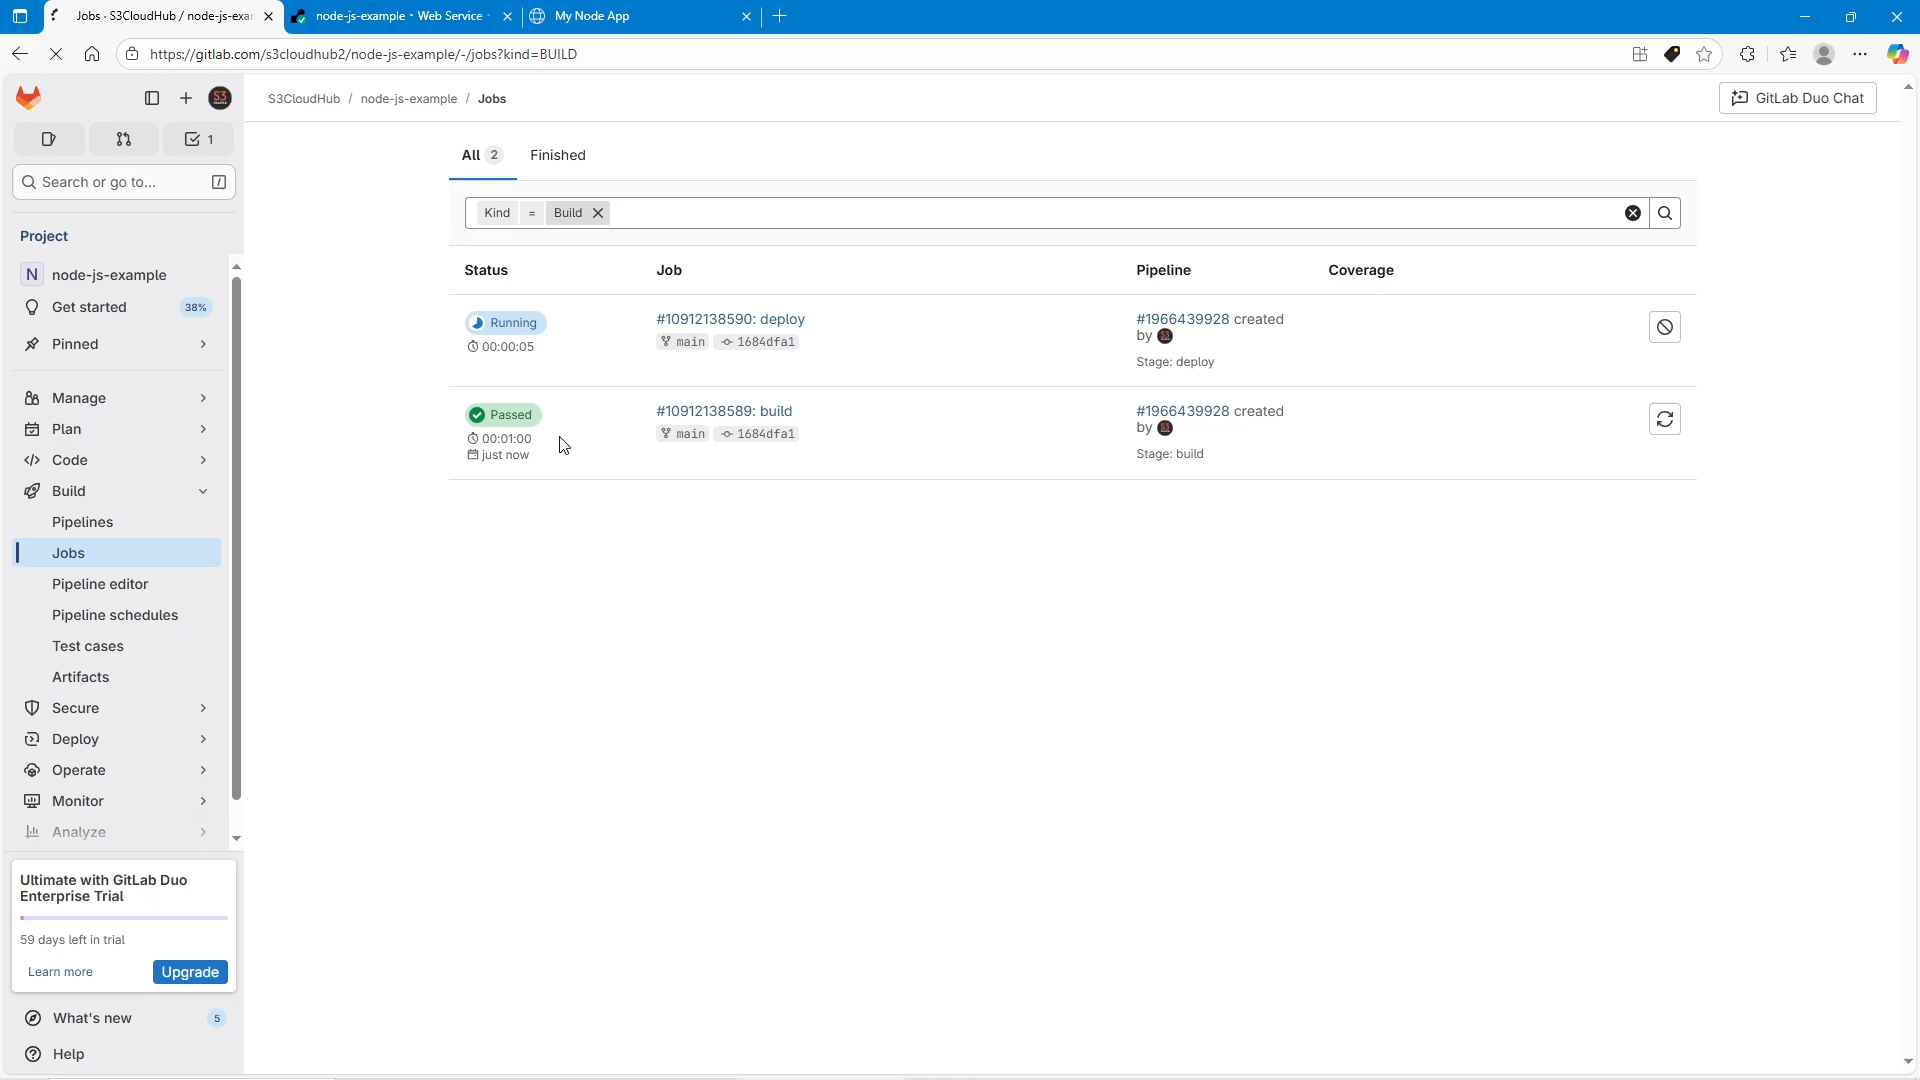 Jobs · S3CloudHub / node-js-exar
node-js-example · Web Service ·
My Node App
https://gitlab.com/s3cloudhub2/node-js-example/-/jobs?kind=BUILD
S3CloudHub / node-js-example / Jobs
GitLab Duo Chat
1
Search or go to...
/
Project
N node-js-example
Get started 38%
Pinned
Manage
Plan
Code
Build
Pipelines
Jobs
Pipeline editor
Pipeline schedules
Test cases
Artifacts
Secure
Deploy
Operate
Monitor
Analyze
Ultimate with GitLab Duo
Enterprise Trial
59 days left in trial
Learn more
Upgrade
What's new 5
Help
All 2
Finished
Kind = Build
Status Job Pipeline Coverage
Running #10912138590: deploy #1966439928 created
00:00:05 main 1684dfa1 by
Stage: deploy
Passed #10912138589: build #1966439928 created
00:01:00 main 1684dfa1 by
just now Stage: build